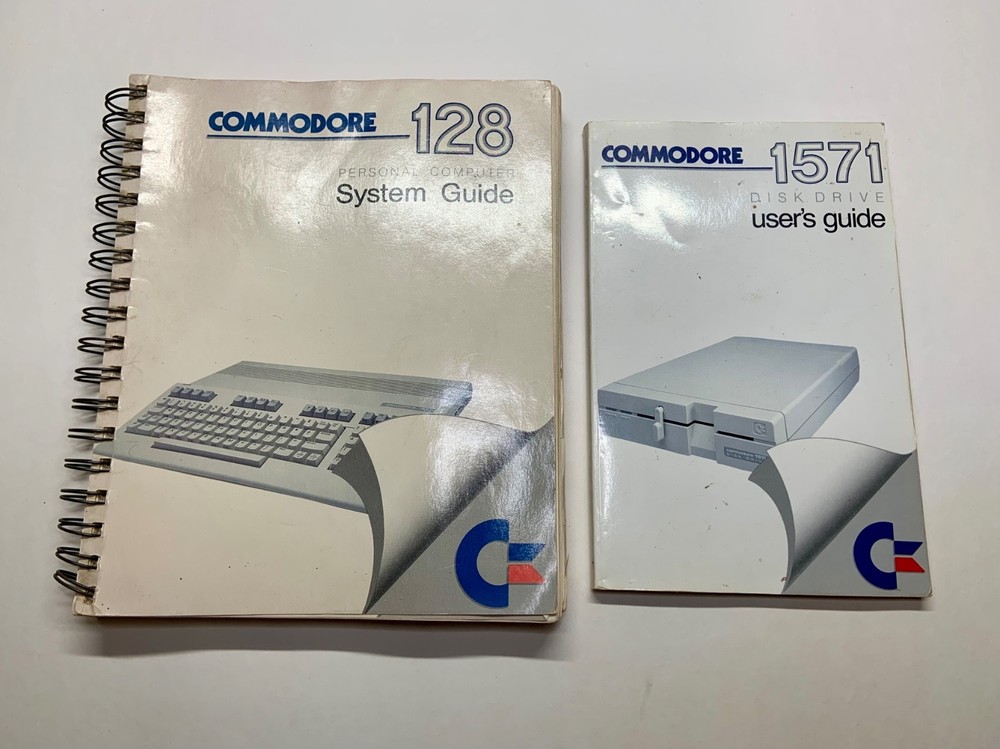 COMMODORE 128
PERSONAL COMPUTER
System Guide
COMMODORE 1571
DISK DRIVE
user's guide